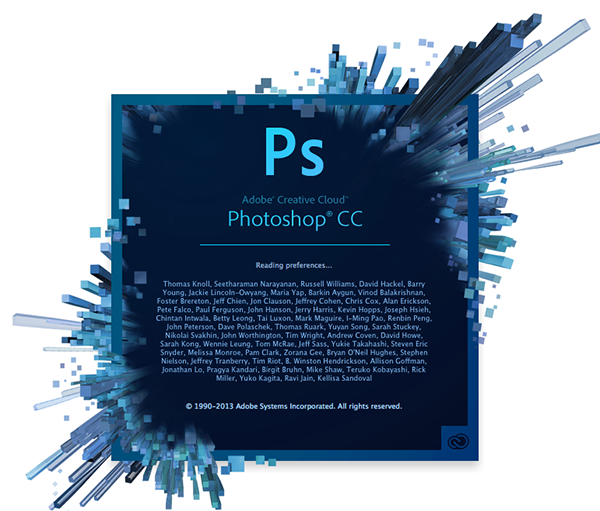 Ps
Adobe® Creative Cloud™
Photoshop® CC
Reading preferences...
Thomas Knoll, Seetharaman Narayanan, Russell Williams, David Hackel, Barry
Young, Jackie Lincoln-Owyang, Maria Yap, Barkin Aygun, Vinod Balakrishnan,
Foster Brereton, Jeff Chien, Jon Clauson, Jeffrey Cohen, Chris Cox, Alan Erickson,
Pete Falco, Paul Ferguson, John Hanson, Jerry Harris, Kevin Hopps, Joseph Hsieh,
Chintan Intwala, Betty Leong, Tai Luxon, Mark Maguire, I-Ming Pao, Renbin Peng,
John Peterson, Dave Polaschek, Thomas Ruark, Yuyan Song, Sarah Stuckey,
Nikolai Svakhin, John Worthington, Tim Wright, Andrew Coven, David Howe,
Sarah Kong, Wennie Leung, Tom McRae, Jeff Sass, Yukie Takahashi, Steven Eric
Snyder, Melissa Monroe, Pam Clark, Zorana Gee, Bryan O'Neil Hughes, Stephen
Nielson, Jeffrey Tranberry, Tim Riot, B. Winston Hendrickson, Allison Goffman,
Jonathan Lo, Pragya Kandari, Birgit Bruhn, Mike Shaw, Teruko Kobayashi, Rick
Miller, Yuko Kagita, Ravi Jain, Kellisa Sandoval
© 1990-2013 Adobe Systems Incorporated. All rights reserved.